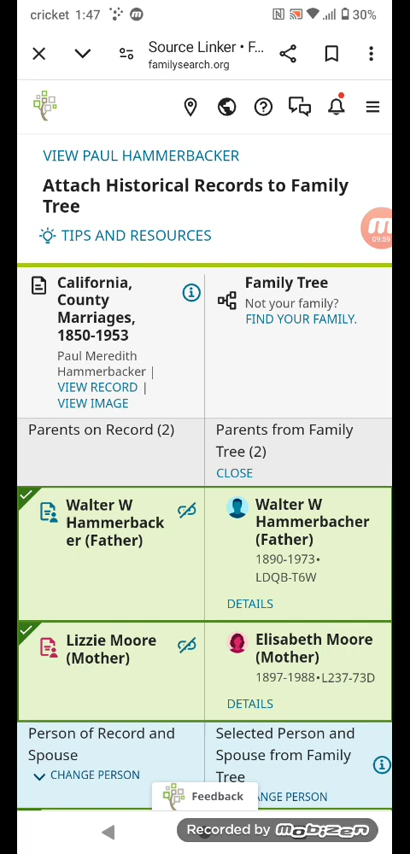 cricket 1:47
30%
Source Linker • F...
familysearch.org
VIEW PAUL HAMMERBACKER
Attach Historical Records to Family
Tree
TIPS AND RESOURCES
09:59
California,
County
Marriages,
1850-1953
Paul Meredith
Hammerbacker |
VIEW RECORD |
VIEW IMAGE
Family Tree
Not your family?
FIND YOUR FAMILY.
Parents on Record (2)
Parents from Family
Tree (2)
CLOSE
Walter W
Hammerback
er (Father)
Walter W
Hammerbacher
(Father)
1890-1973•
LDQB-T6W
DETAILS
Lizzie Moore
(Mother)
Elisabeth Moore
(Mother)
1897-1988•L237-73D
DETAILS
Person of Record and
Spouse
CHANGE PERSON
Selected Person and
Spouse from Family
Tree
ANGE PERSON
Feedback
Recorded by mobizen